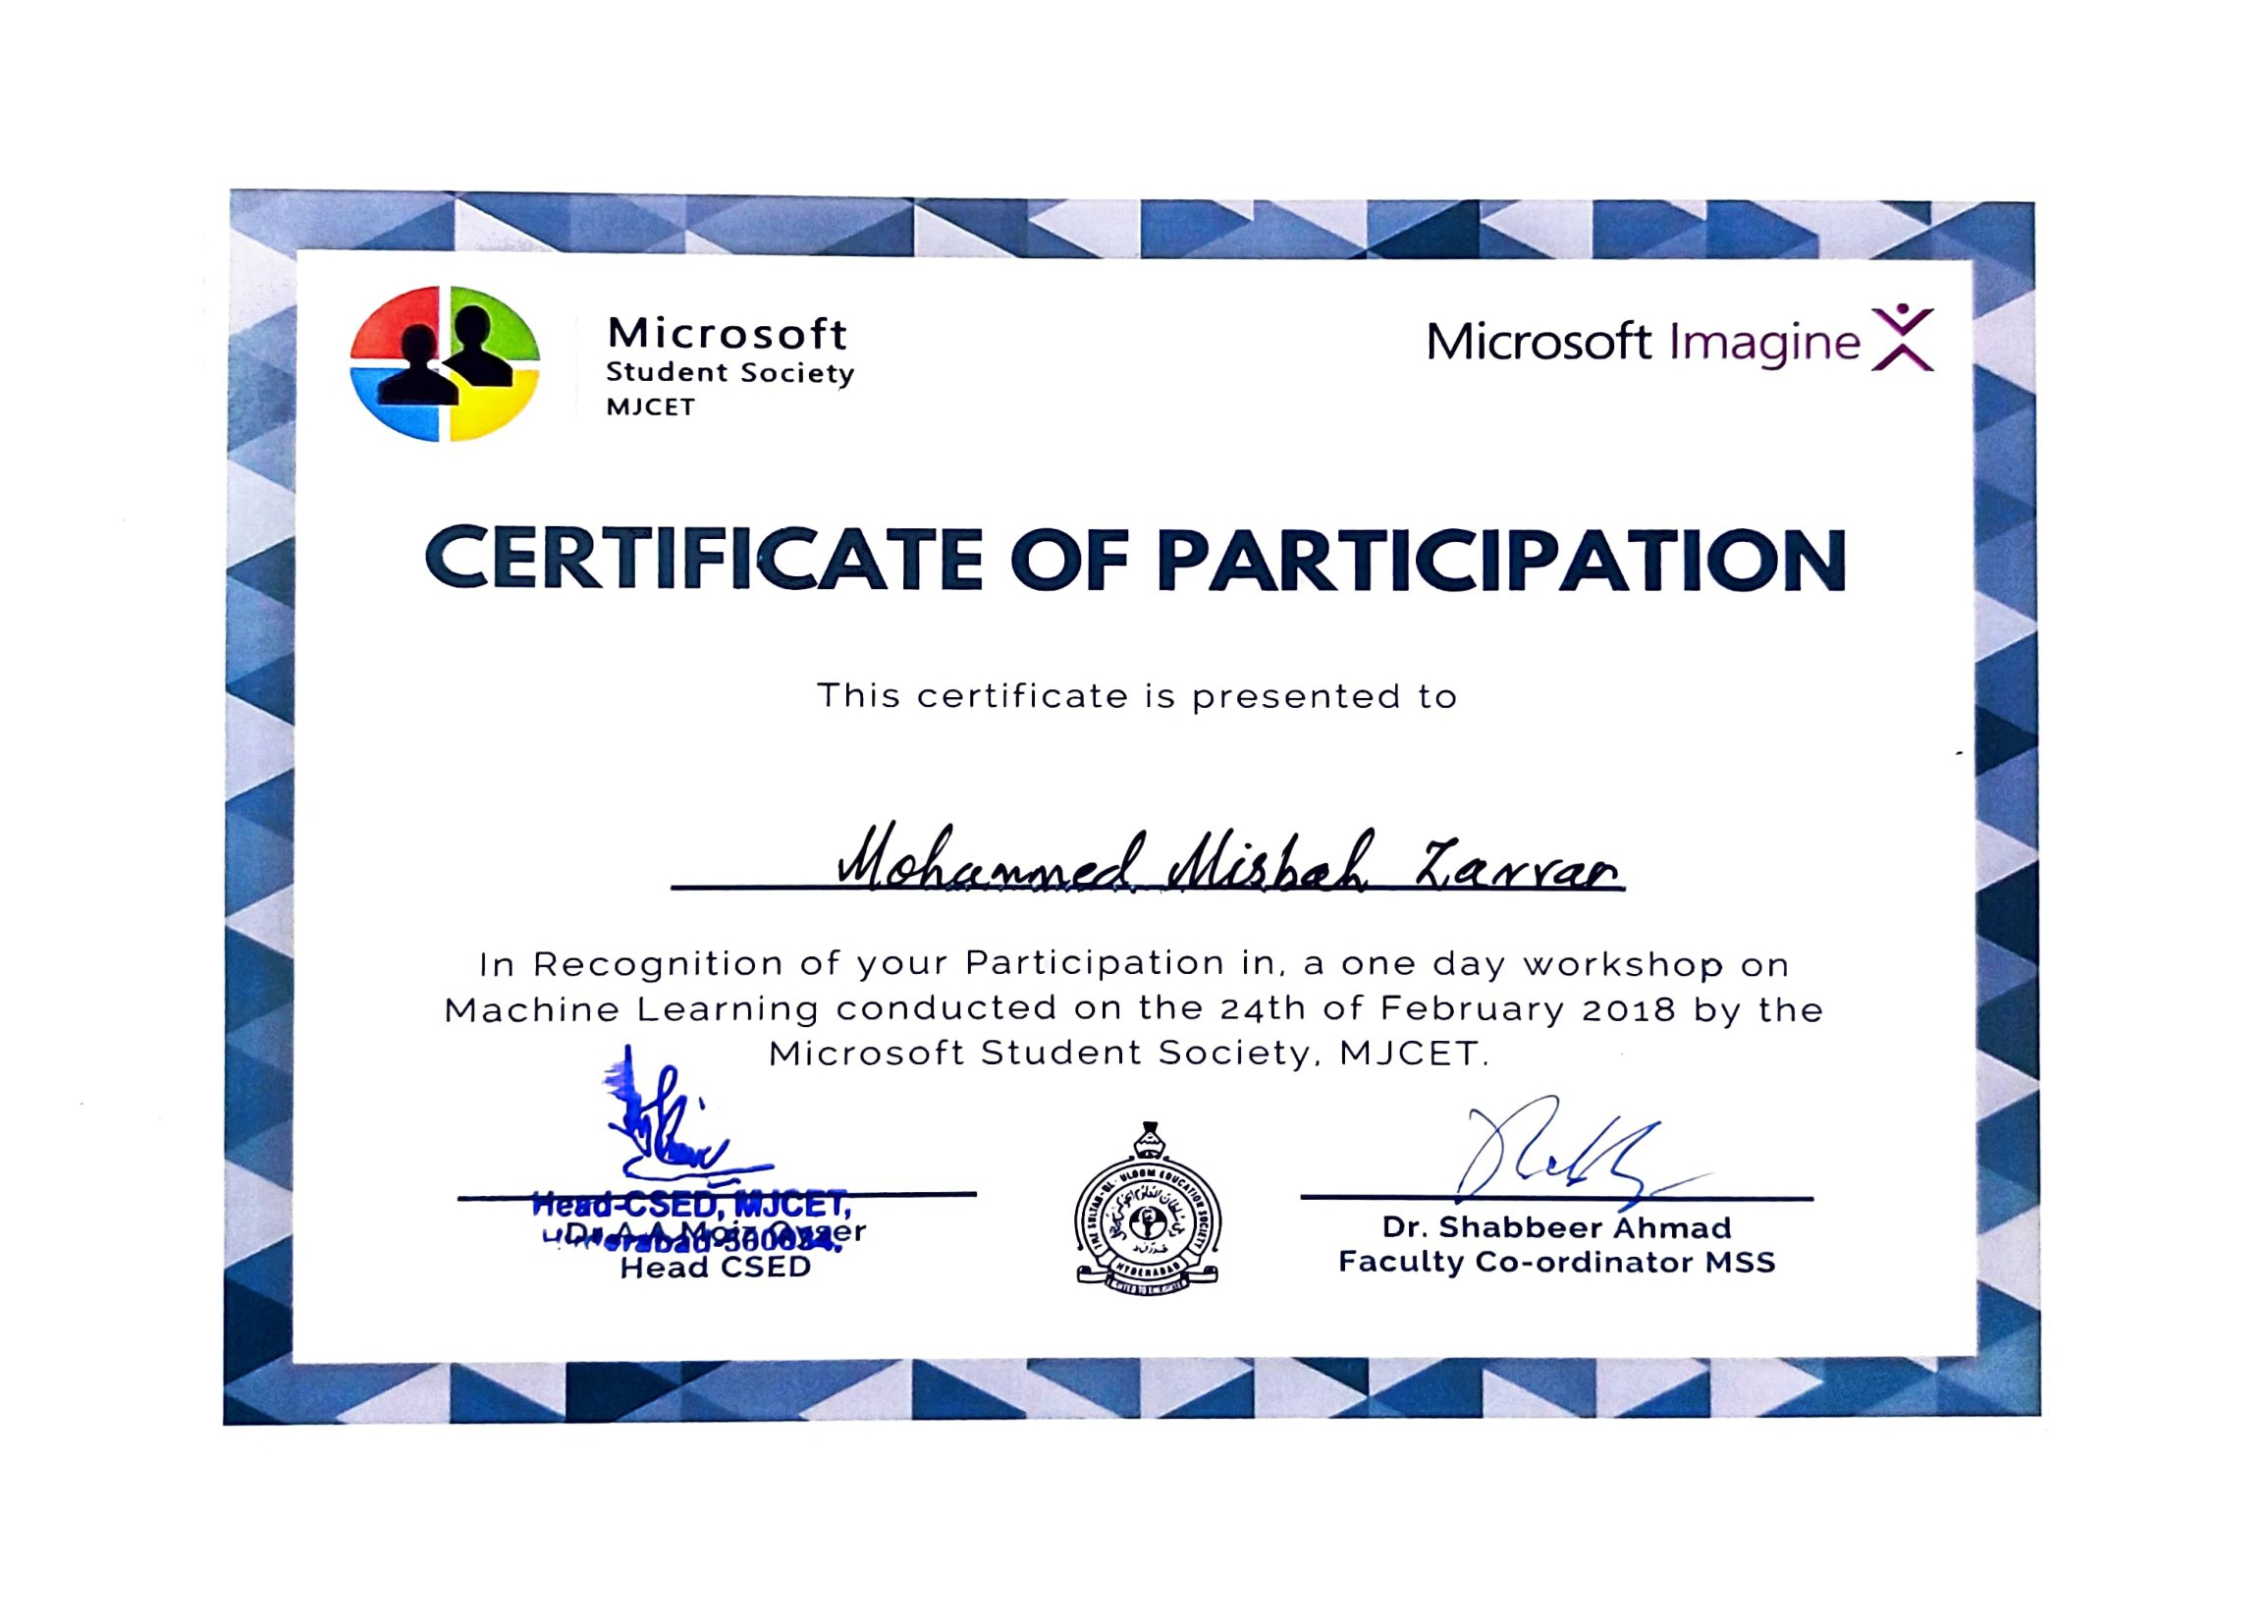 Microsoft
Student Society
MJCET
Microsoft Imagine
CERTIFICATE OF PARTICIPATION
This certificate is presented to
Mohammed Misbah Zarrar
In Recognition of your Participation in, a one day workshop on
Machine Learning conducted on the 24th of February 2018 by the
Microsoft Student Society, MJCET.
Head-CSED, MJCET,
Dr. A A Moiz Qyser
Head CSED
SULTAN-UL-ULOOM EDUCATION SOCIETY
HYDERABAD
Dr. Shabbeer Ahmad
Faculty Co-ordinator MSS